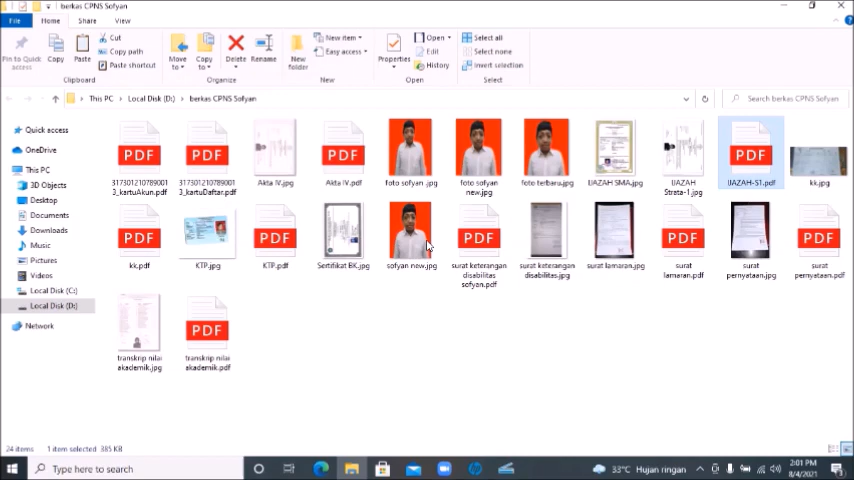 berkas CPNS Sofyan
File Home Share View
Pin to Quick access
Copy
Paste
Cut
Copy path
Paste shortcut
Move to
Copy to
Delete
Rename
New folder
New item
Easy access
Properties
Open
Edit
History
Select all
Select none
Invert selection
Clipboard Organize New Open Select
This PC Local Disk (D:) berkas CPNS Sofyan
Search berkas CPNS Sofyan
Quick access
OneDrive
This PC
3D Objects
Desktop
Documents
Downloads
Music
Pictures
Videos
Local Disk (C:)
Local Disk (D:)
Network
PDF
317301210789001
3_kartuAkun.pdf
PDF
317301210789001
3_kartuDaftar.pdf
Akta IV.jpg
PDF
Akta IV.pdf
foto sofyan .jpg
foto sofyan
new.jpg
foto terbaru.jpg
IJAZAH SMA.jpg
IJAZAH
Strata-1.jpg
PDF
IJAZAH-S1.pdf
kk.jpg
PDF
kk.pdf
KTP.jpg
PDF
KTP.pdf
Sertifikat BK.jpg
sofyan new.jpg
PDF
surat keterangan
disabilitas
sofyan.pdf
surat keterangan
disabilitas.jpg
surat lamaran.jpg
PDF
surat
lamaran.pdf
surat
pernyataan.jpg
PDF
surat
pernyataan.pdf
transkrip nilai
akademik.jpg
PDF
transkrip nilai
akademik.pdf
24 items 1 item selected 385 KB
Type here to search
33°C Hujan ringan
2:01 PM
8/4/2021